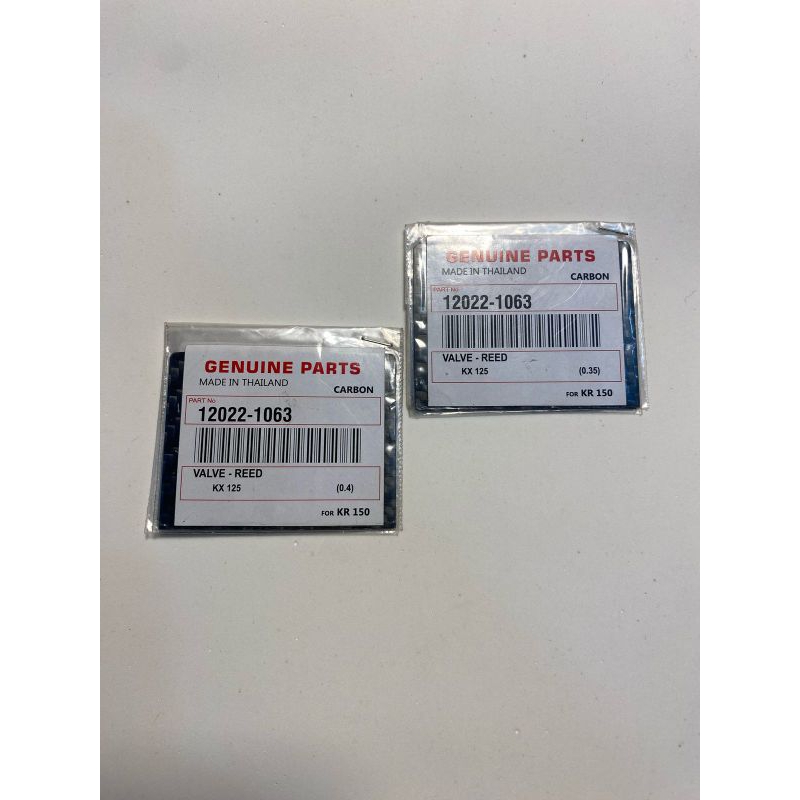 GENUINE PARTS
MADE IN THAILAND
CARBON
PART No
12022-1063
VALVE - REED
KX 125 (0.35)
FOR KR 150
GENUINE PARTS
MADE IN THAILAND
CARBON
PART No
12022-1063
VALVE - REED
KX 125 (0.4)
FOR KR 150